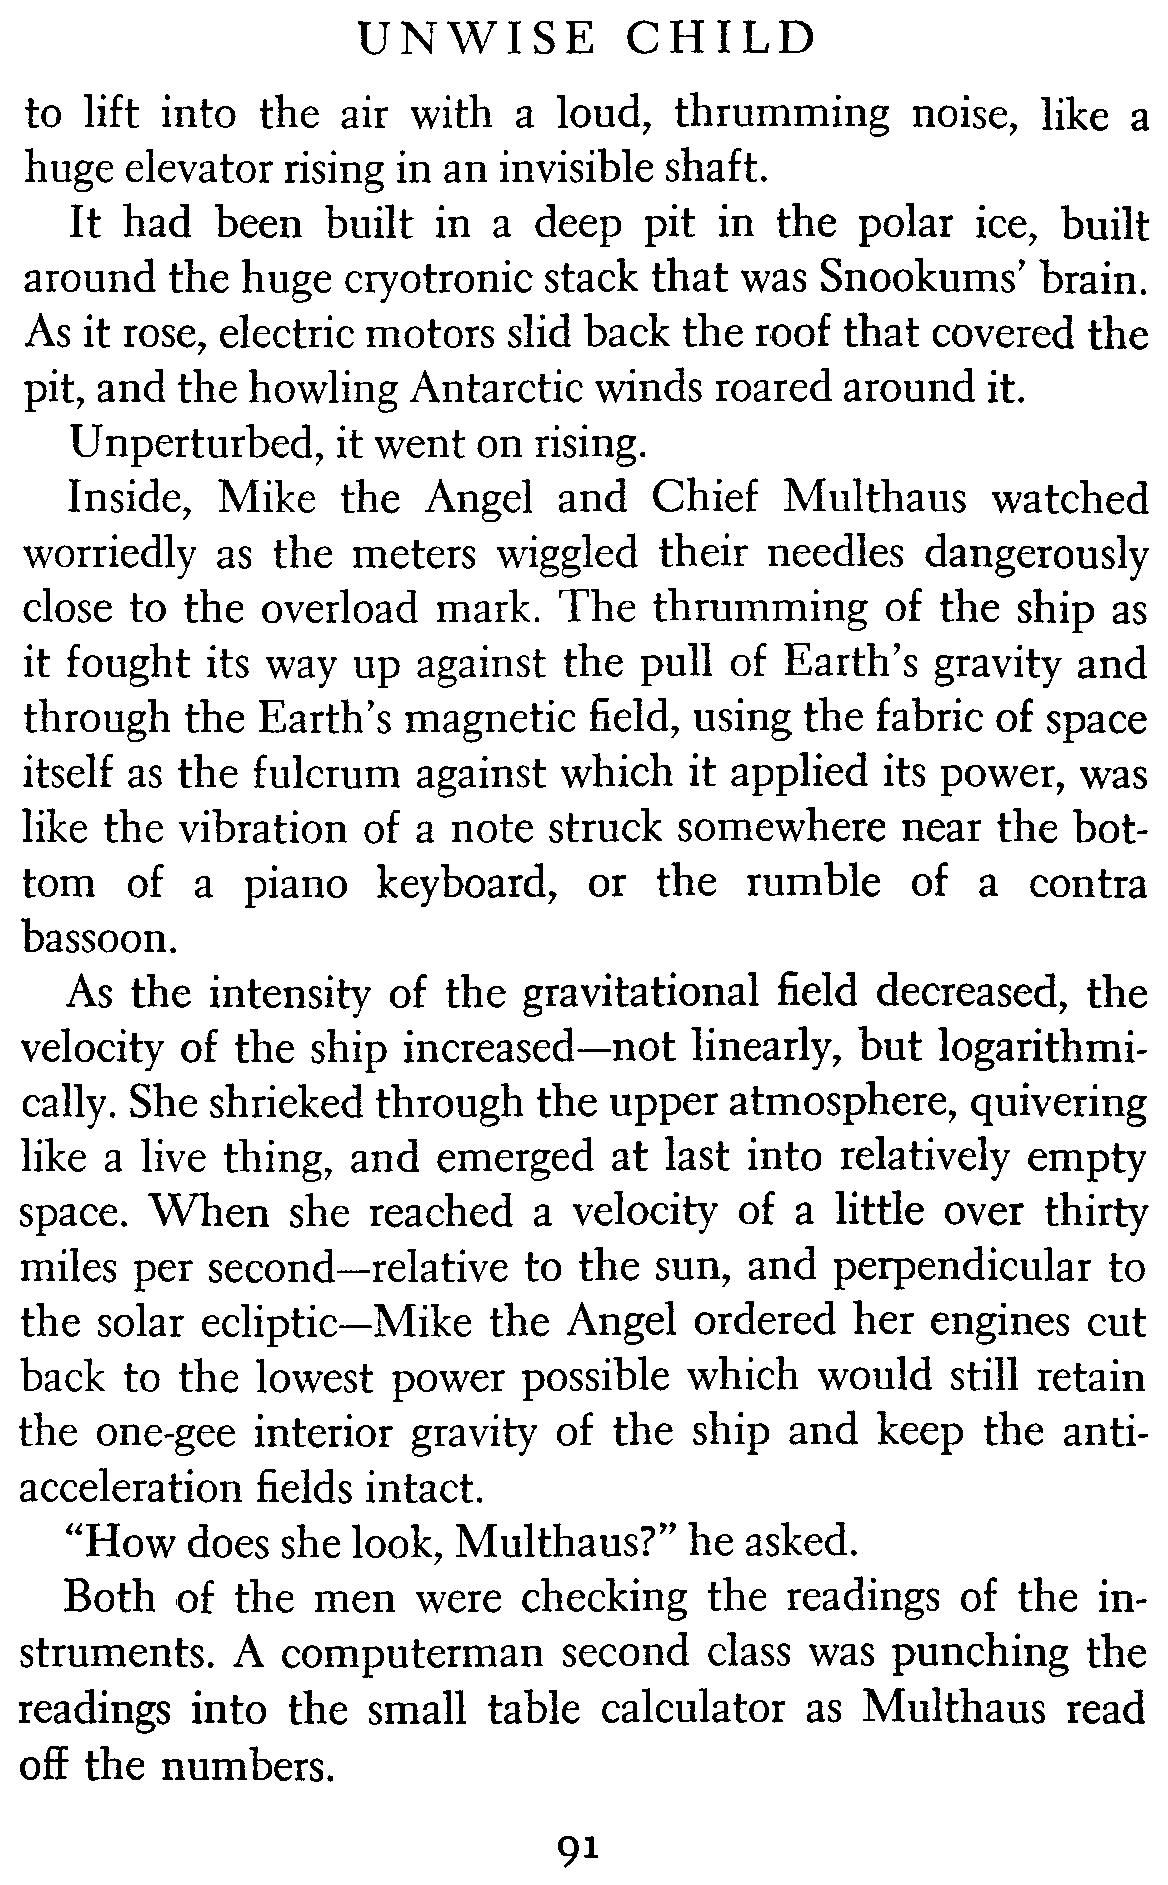 UNWISE CHILD
to lift into the air with a loud, thrumming noise, like a
huge elevator rising in an invisible shaft.
It had been built in a deep pit in the polar ice, built
around the huge cryotronic stack that was Snookums’ brain.
As it rose, electric motors slid back the roof that covered the
pit, and the howling Antarctic winds roared around it.
Unperturbed, it went on rising.
Inside, Mike the Angel and Chief Multhaus watched
worriedly as the meters wiggled their needles dangerously
close to the overload mark. The thrumming of the ship as
it fought its way up against the pull of Earth’s gravity and
through the Earth’s magnetic field, using the fabric of space
itself as the fulcrum against which it applied its power, was
like the vibration of a note struck somewhere near the bot-
tom of a piano keyboard, or the rumble of a contra
bassoon.
As the intensity of the gravitational field decreased, the
velocity of the ship increased—not linearly, but logarithmi-
cally. She shrieked through the upper atmosphere, quivering
like a live thing, and emerged at last into relatively empty
space. When she reached a velocity of a little over thirty
miles per second—relative to the sun, and perpendicular to
the solar ecliptic—Mike the Angel ordered her engines cut
back to the lowest power possible which would still retain
the one-gee interior gravity of the ship and keep the anti-
acceleration fields intact.
“How does she look, Multhaus?” he asked.
Both of the men were checking the readings of the in-
struments. A computerman second class was punching the
readings into the small table calculator as Multhaus read
off the numbers.
91